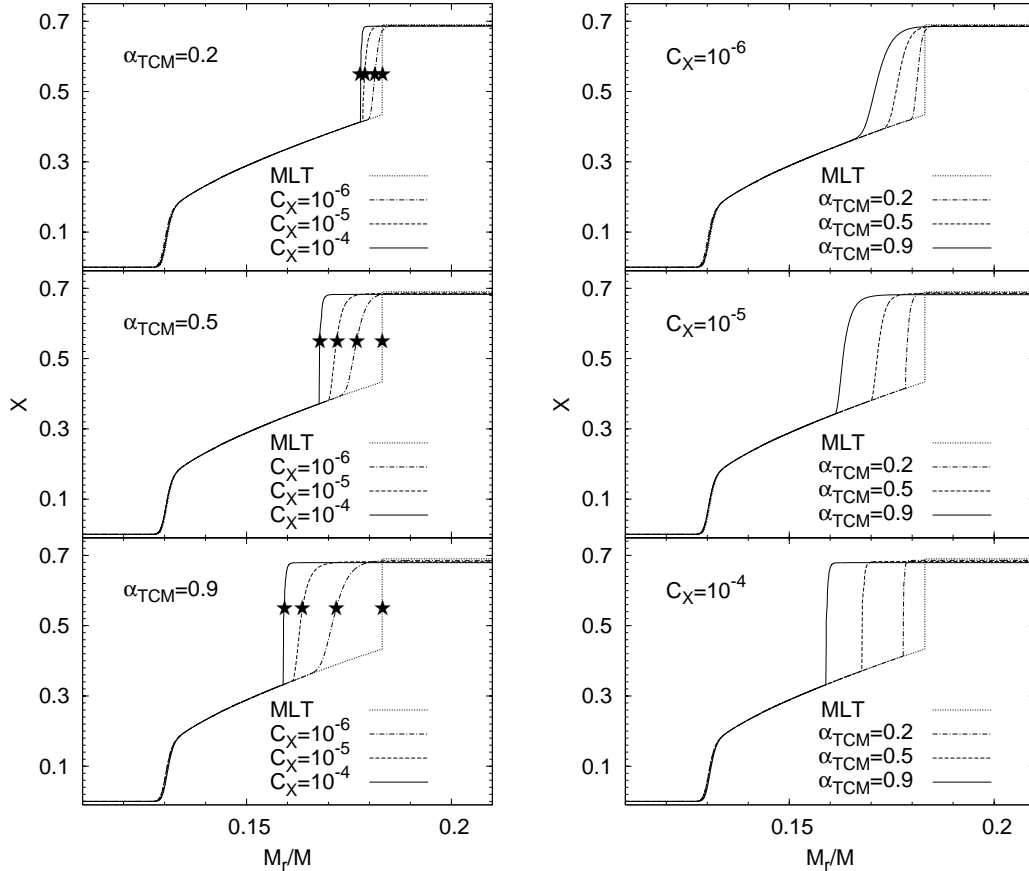 0.7
0.5
0.3
0.1
α_TCM=0.2
MLT
C_X=10^-6
C_X=10^-5
C_X=10^-4
0.7
0.5
0.3
0.1
X
α_TCM=0.5
MLT
C_X=10^-6
C_X=10^-5
C_X=10^-4
0.7
0.5
0.3
0.1
α_TCM=0.9
MLT
C_X=10^-6
C_X=10^-5
C_X=10^-4
0.15 0.2
M_r/M
0.7
0.5
0.3
0.1
C_X=10^-6
MLT
α_TCM=0.2
α_TCM=0.5
α_TCM=0.9
0.7
0.5
0.3
0.1
X
C_X=10^-5
MLT
α_TCM=0.2
α_TCM=0.5
α_TCM=0.9
0.7
0.5
0.3
0.1
C_X=10^-4
MLT
α_TCM=0.2
α_TCM=0.5
α_TCM=0.9
0.15 0.2
M_r/M